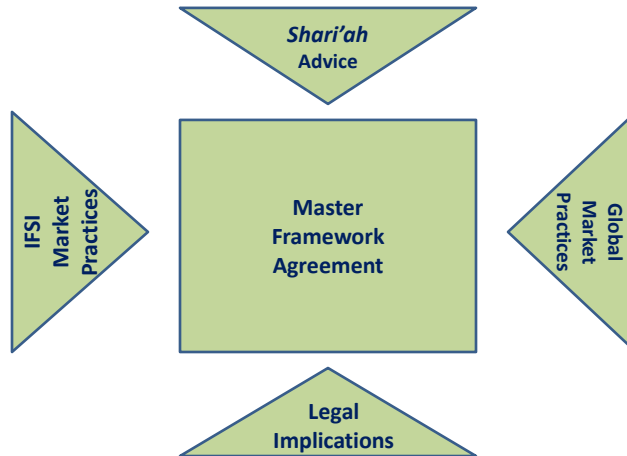 Shari’ah
Advice
IFSI
Market
Practices
Master
Framework
Agreement
Global
Market
Practices
Legal
Implications